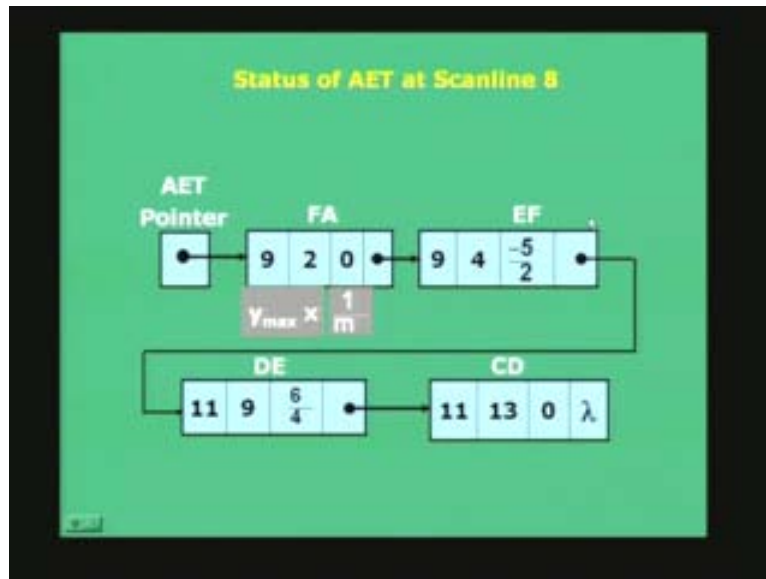 Status of AET at Scanline 8
AET
Pointer
FA
EF
9 2 0
9 4 -5/2
y_max x 1/m
DE
CD
11 9 6/4
11 13 0 λ